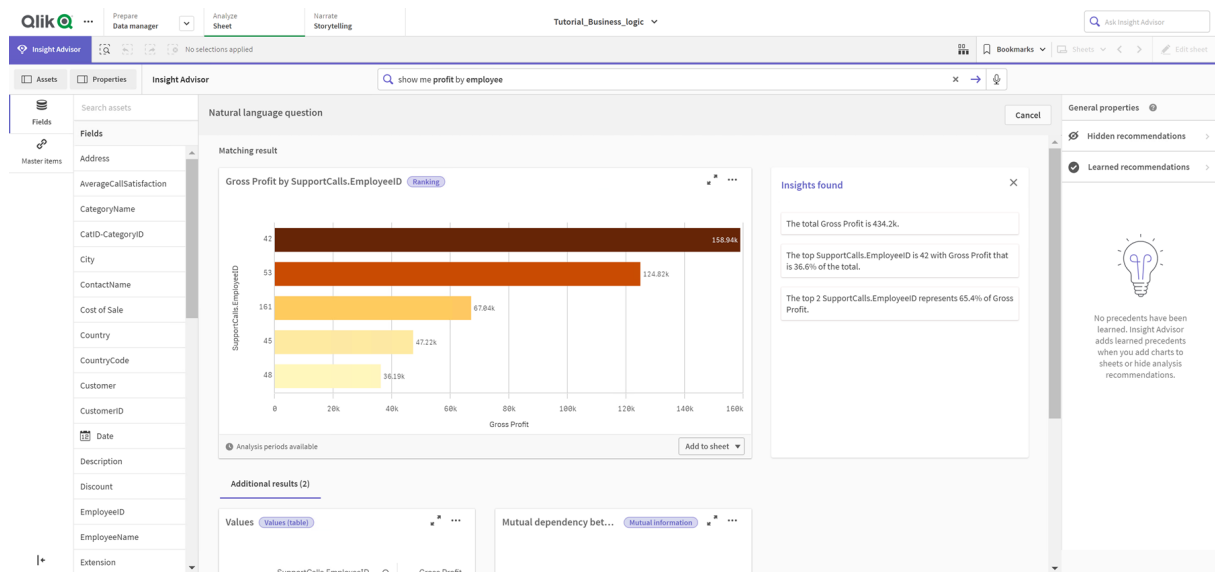 Qlik
Prepare
Data manager
Analyze
Sheet
Narrate
Storytelling
Tutorial_Business_logic
Ask Insight Advisor
Insight Advisor
No selections applied
Bookmarks
Sheets
Edit sheet
Assets
Properties
Insight Advisor
show me profit by employee
Fields
Master items
Search assets
Fields
Address
AverageCallSatisfaction
CategoryName
CatID-CategoryID
City
ContactName
Cost of Sale
Country
CountryCode
Customer
CustomerID
Date
Description
Discount
EmployeeID
EmployeeName
Extension
Natural language question
Cancel
Matching result
Gross Profit by SupportCalls.EmployeeID
Ranking
SupportCalls.EmployeeID
42
158.94k
53
124.82k
161
67.04k
45
47.22k
48
36.19k
0 20k 40k 60k 80k 100k 120k 140k 160k
Gross Profit
Analysis periods available
Add to sheet
Insights found
The total Gross Profit is 434.2k.
The top SupportCalls.EmployeeID is 42 with Gross Profit that
is 36.6% of the total.
The top 2 SupportCalls.EmployeeID represents 65.4% of Gross
Profit.
Additional results (2)
Values
Values (table)
SupportCalls.EmployeeID
Gross Profit
Mutual dependency bet...
Mutual information
General properties
Hidden recommendations
Learned recommendations
No precedents have been
learned. Insight Advisor
adds learned precedents
when you add charts to
sheets or hide analysis
recommendations.